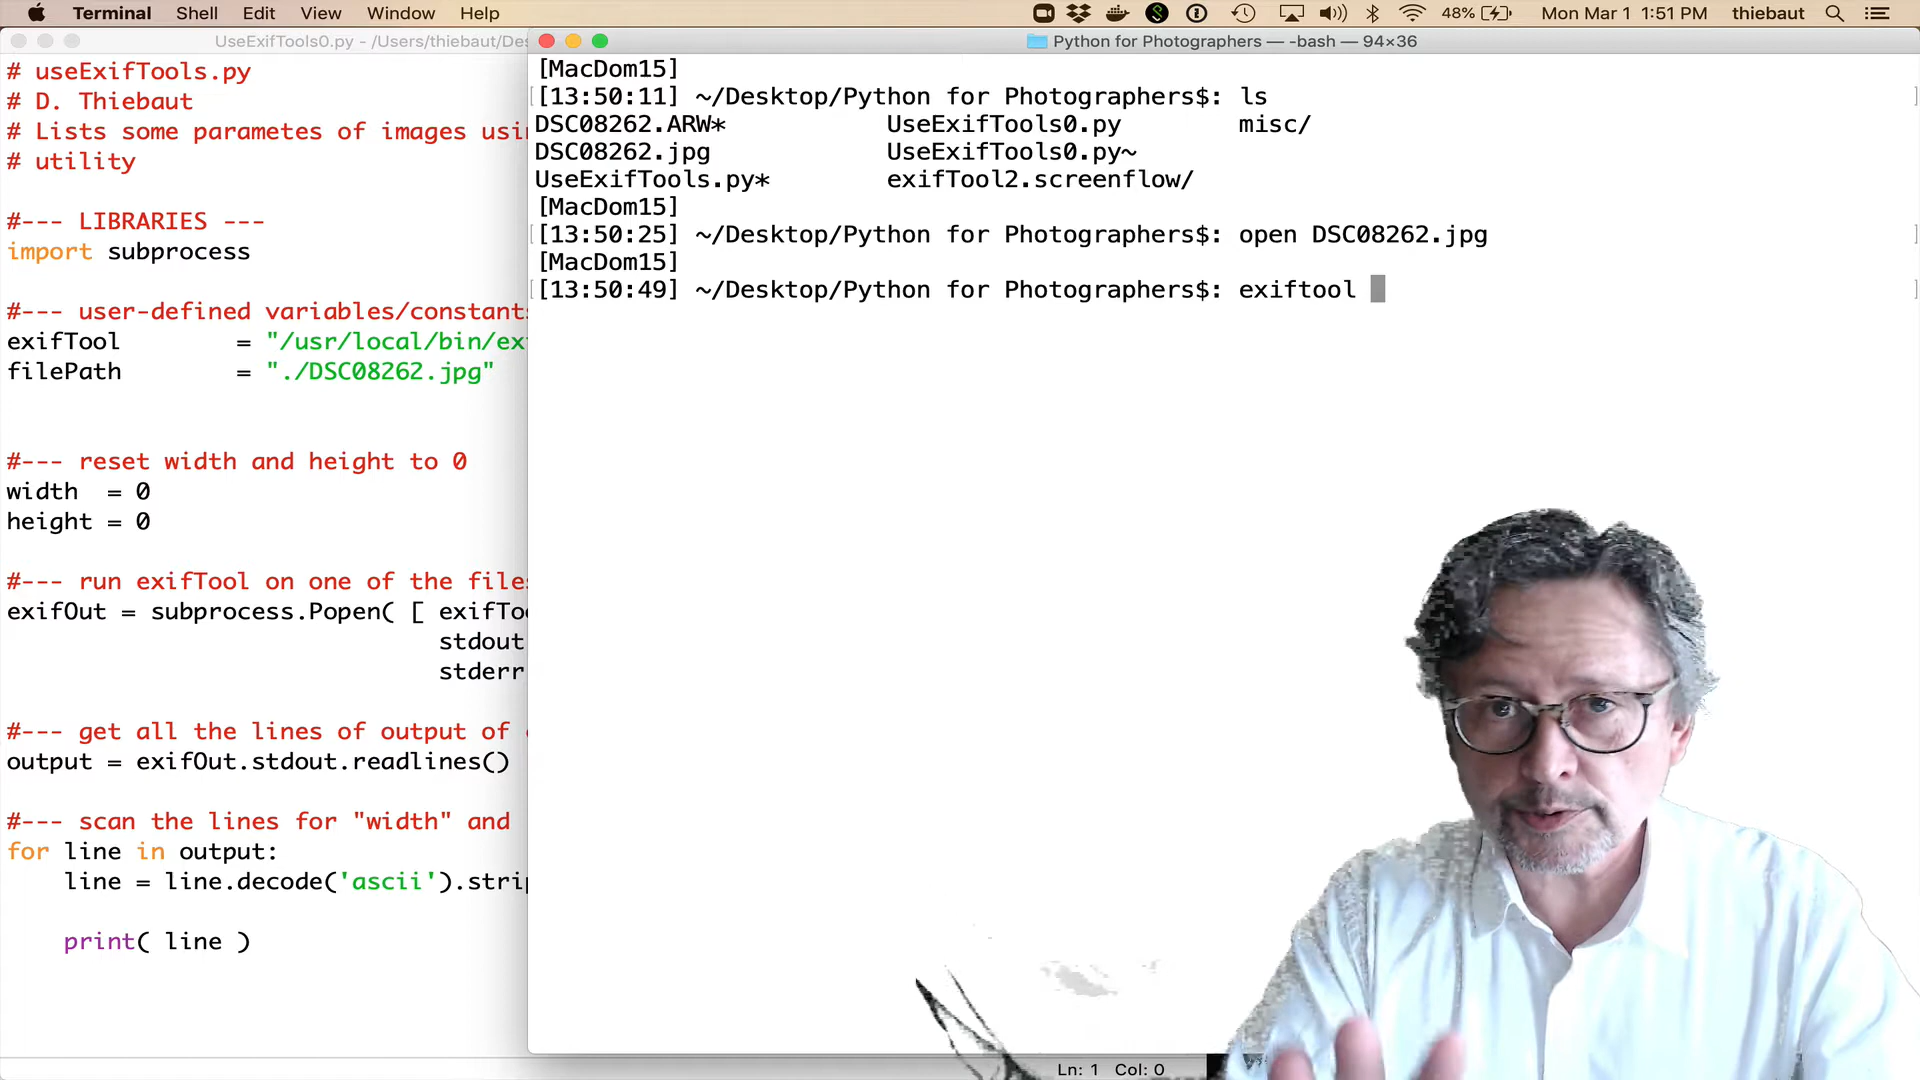 Terminal Shell Edit View Window Help 48% Mon Mar 1 1:51 PM thiebaut
UseExifTools0.py - /Users/thiebaut/Des
# useExifTools.py
# D. Thiebaut
# Lists some parametes of images usin
# utility
#--- LIBRARIES ---
import subprocess
#--- user-defined variables/constants
exifTool = "/usr/local/bin/ex
filePath = "./DSC08262.jpg"
#--- reset width and height to 0
width = 0
height = 0
#--- run exifTool on one of the files
exifOut = subprocess.Popen( [ exifToo
stdout
stderr
#--- get all the lines of output of
output = exifOut.stdout.readlines()
#--- scan the lines for "width" and
for line in output:
line = line.decode('ascii').strip
print( line )
Python for Photographers — -bash — 94×36
[MacDom15]
[13:50:11] ~/Desktop/Python for Photographers$: ls
DSC08262.ARW* UseExifTools0.py misc/
DSC08262.jpg UseExifTools0.py~
UseExifTools.py* exifTool2.screenflow/
[MacDom15]
[13:50:25] ~/Desktop/Python for Photographers$: open DSC08262.jpg
[MacDom15]
[13:50:49] ~/Desktop/Python for Photographers$: exiftool
Ln: 1 Col: 0